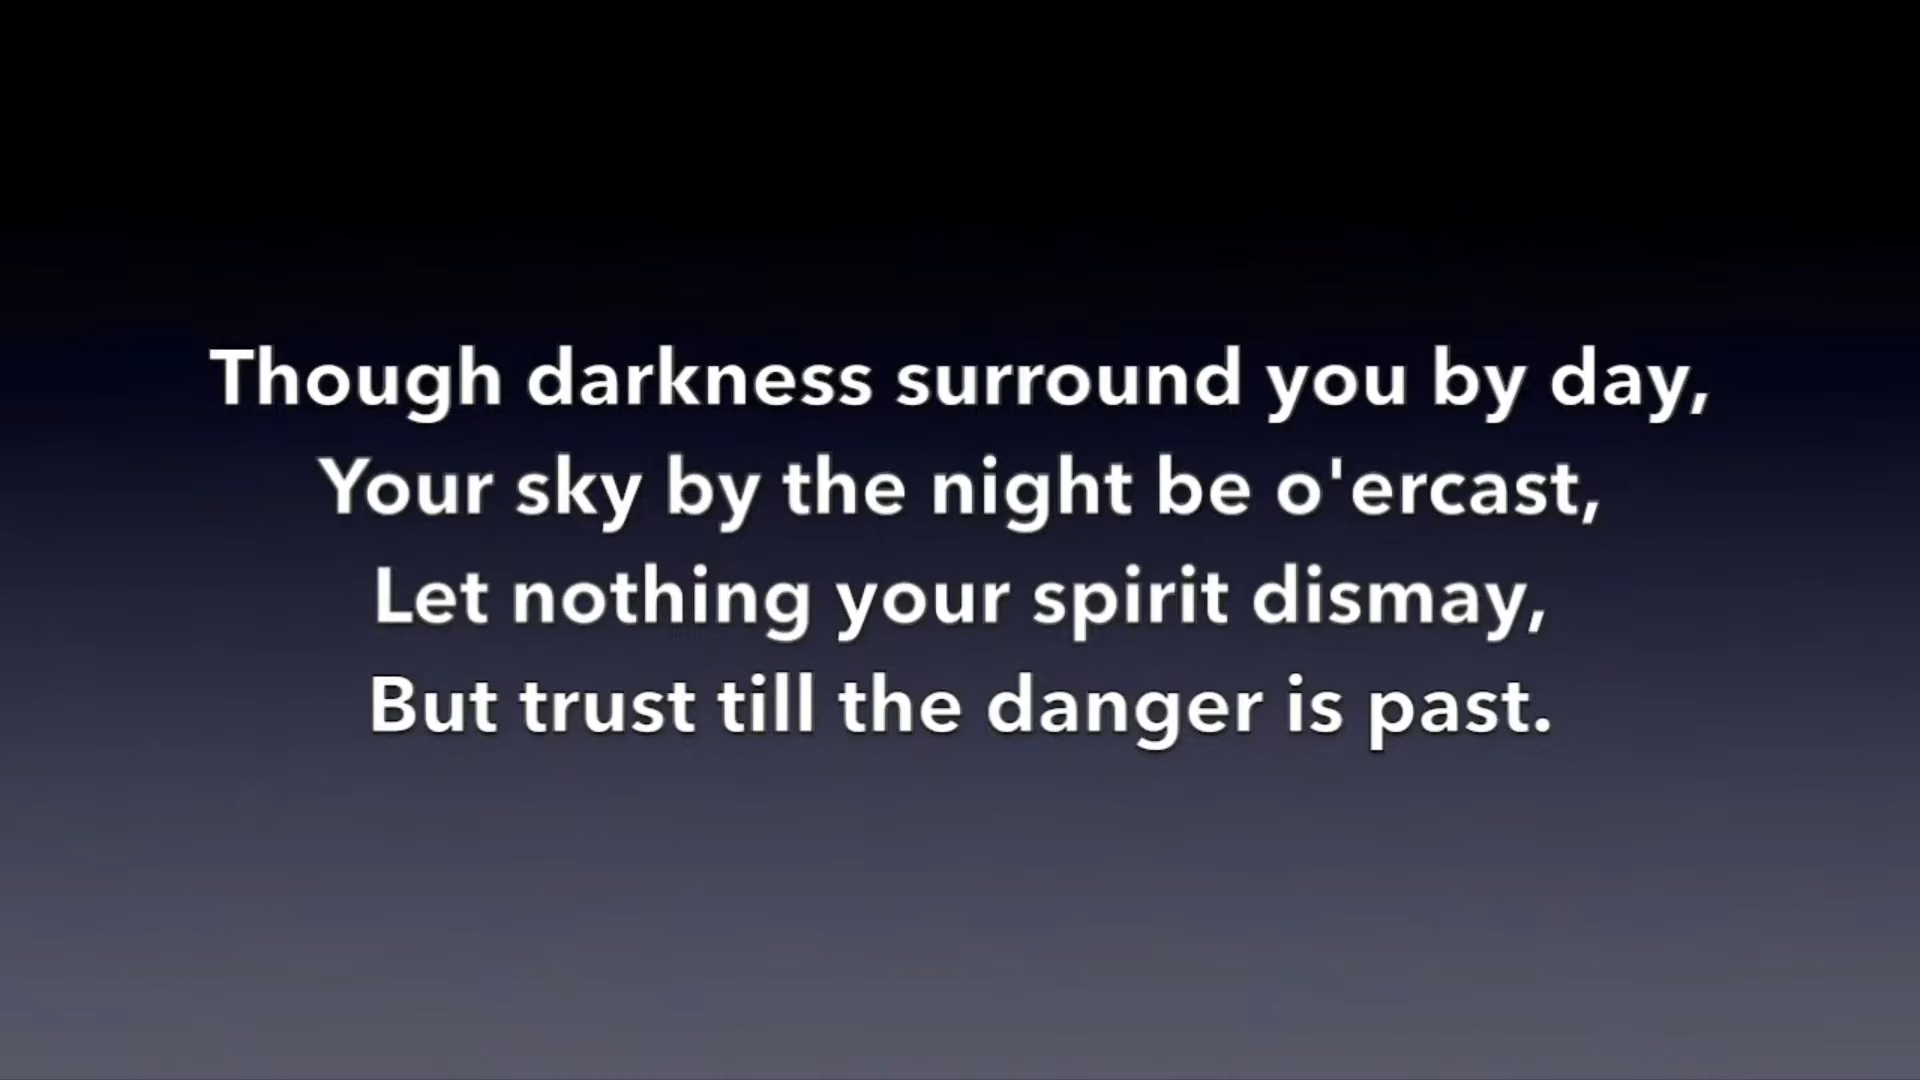 Though darkness surround you by day,
Your sky by the night be o'ercast,
Let nothing your spirit dismay,
But trust till the danger is past.